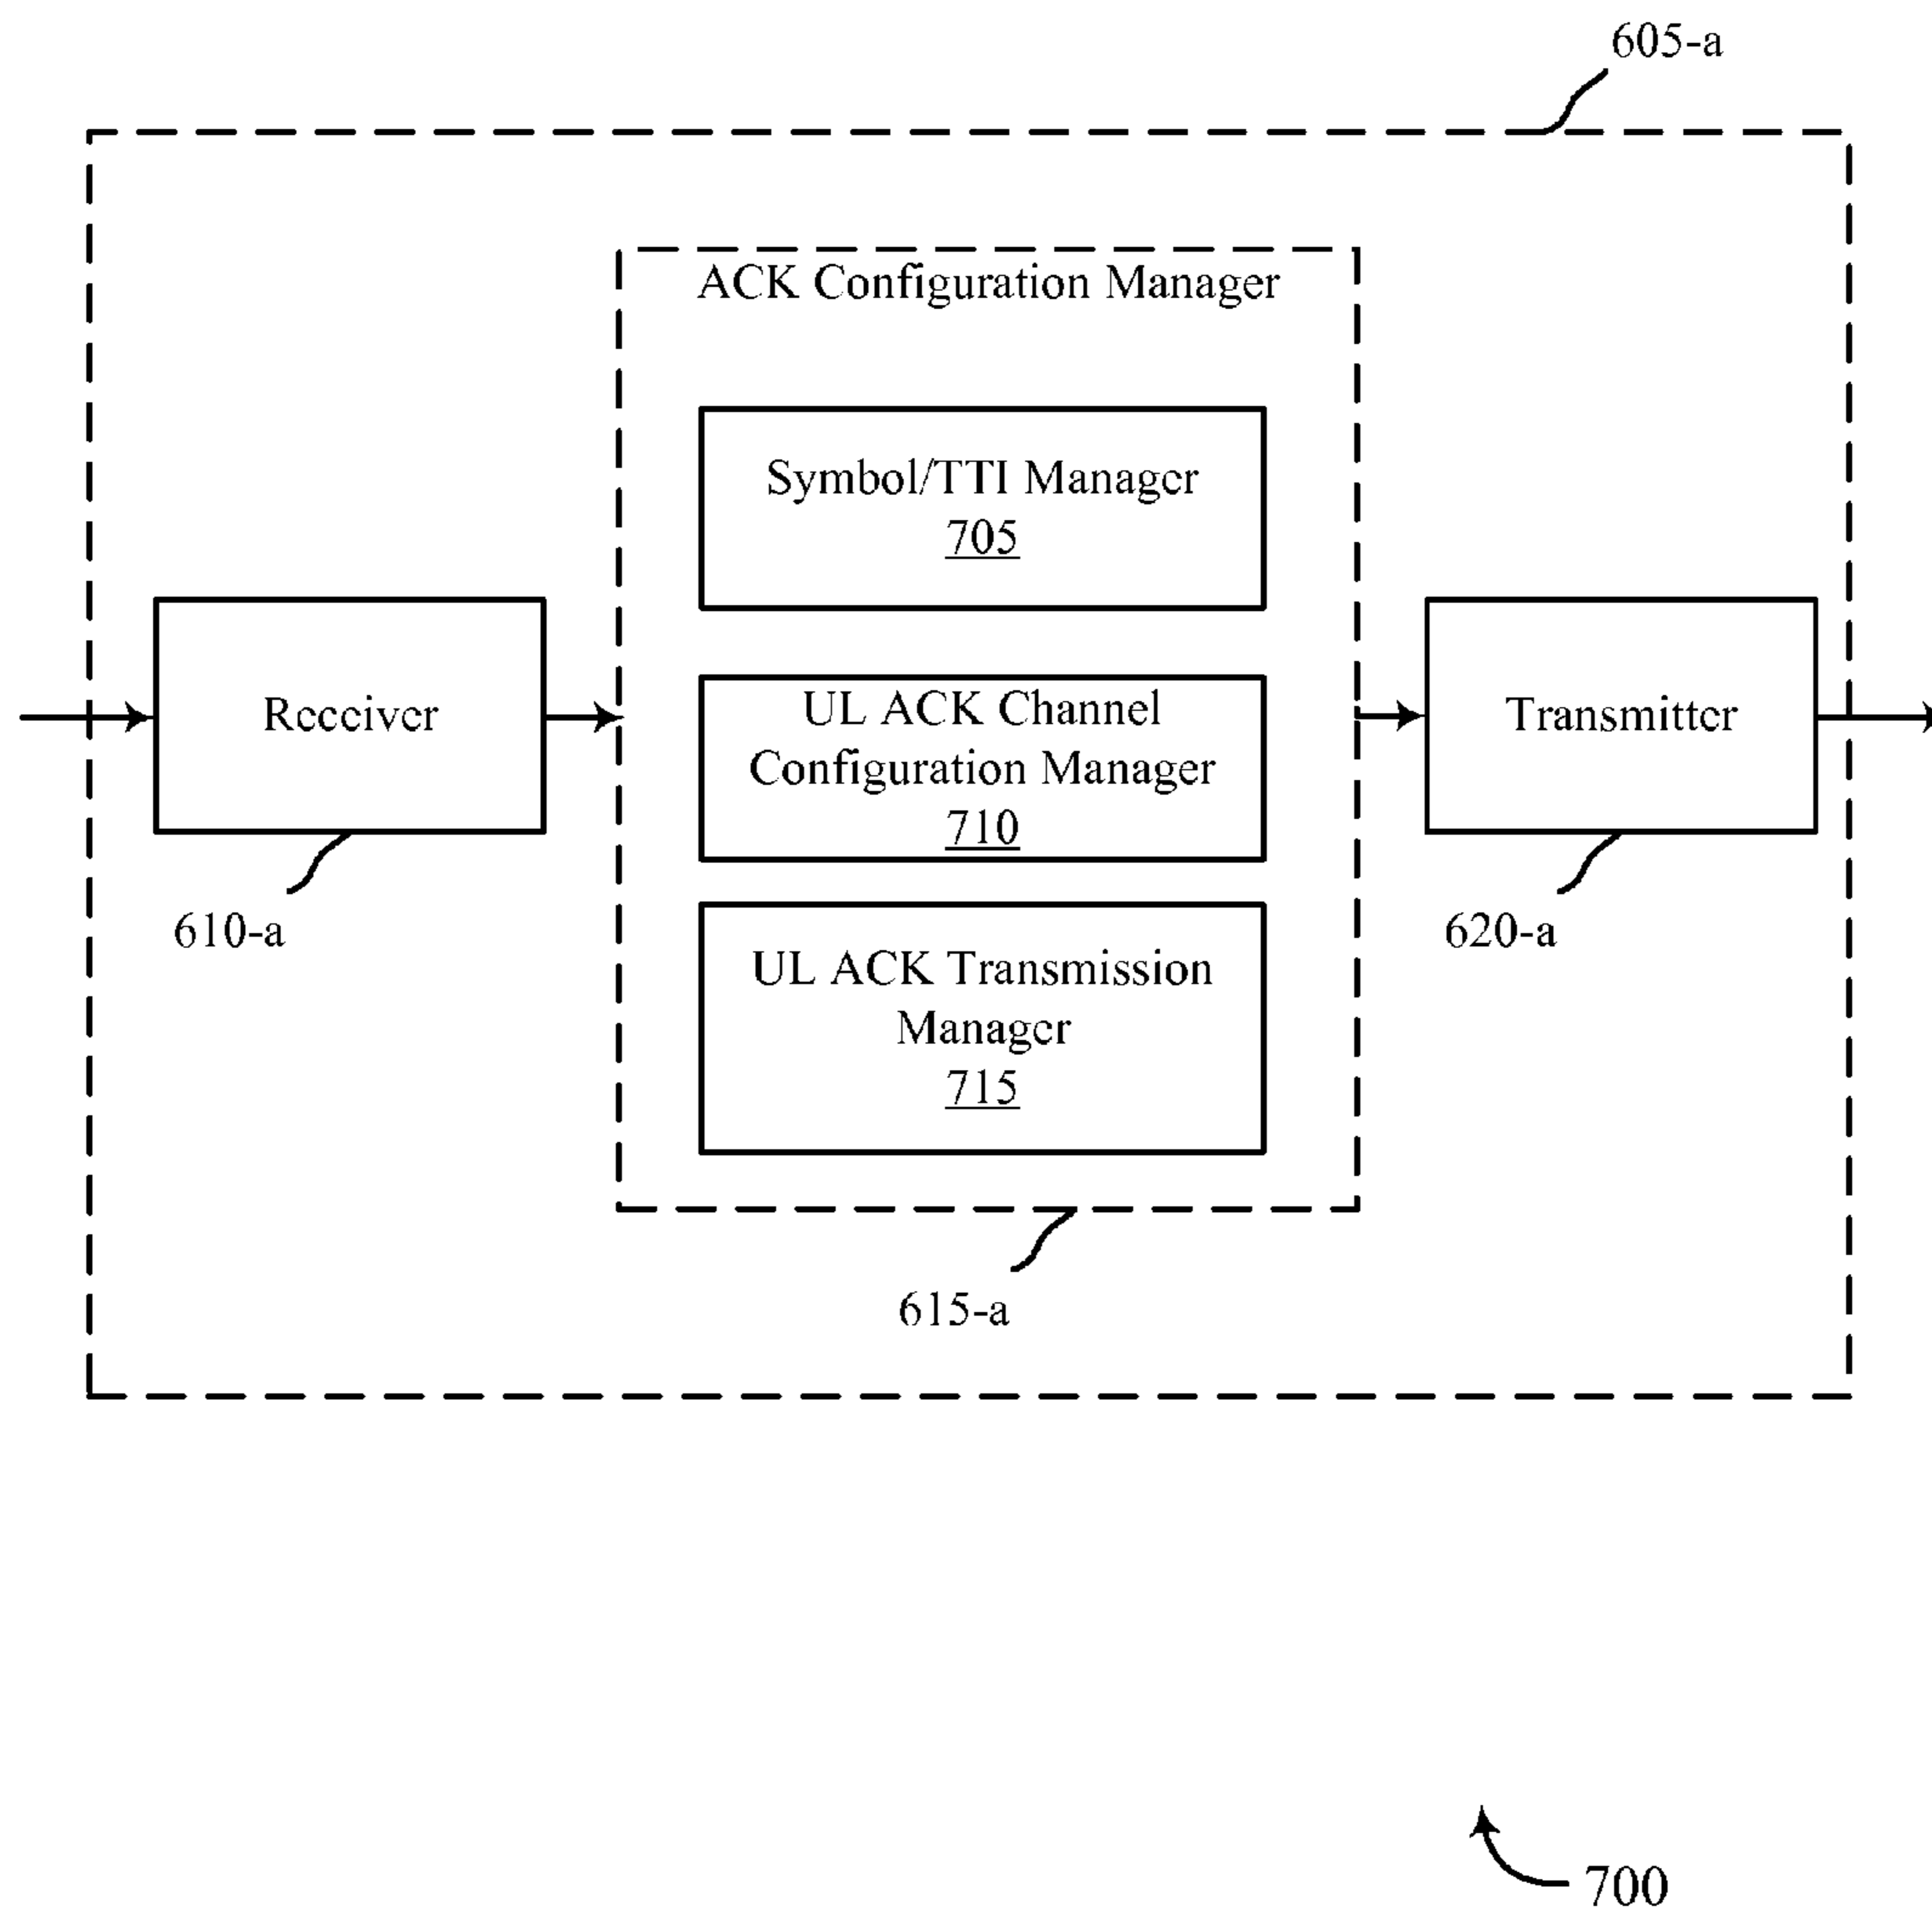 605-a
ACK Configuration Manager
Symbol/TTI Manager
705
Receiver
UL ACK Channel
Configuration Manager
710
Transmitter
610-a
620-a
UL ACK Transmission
Manager
715
615-a
700